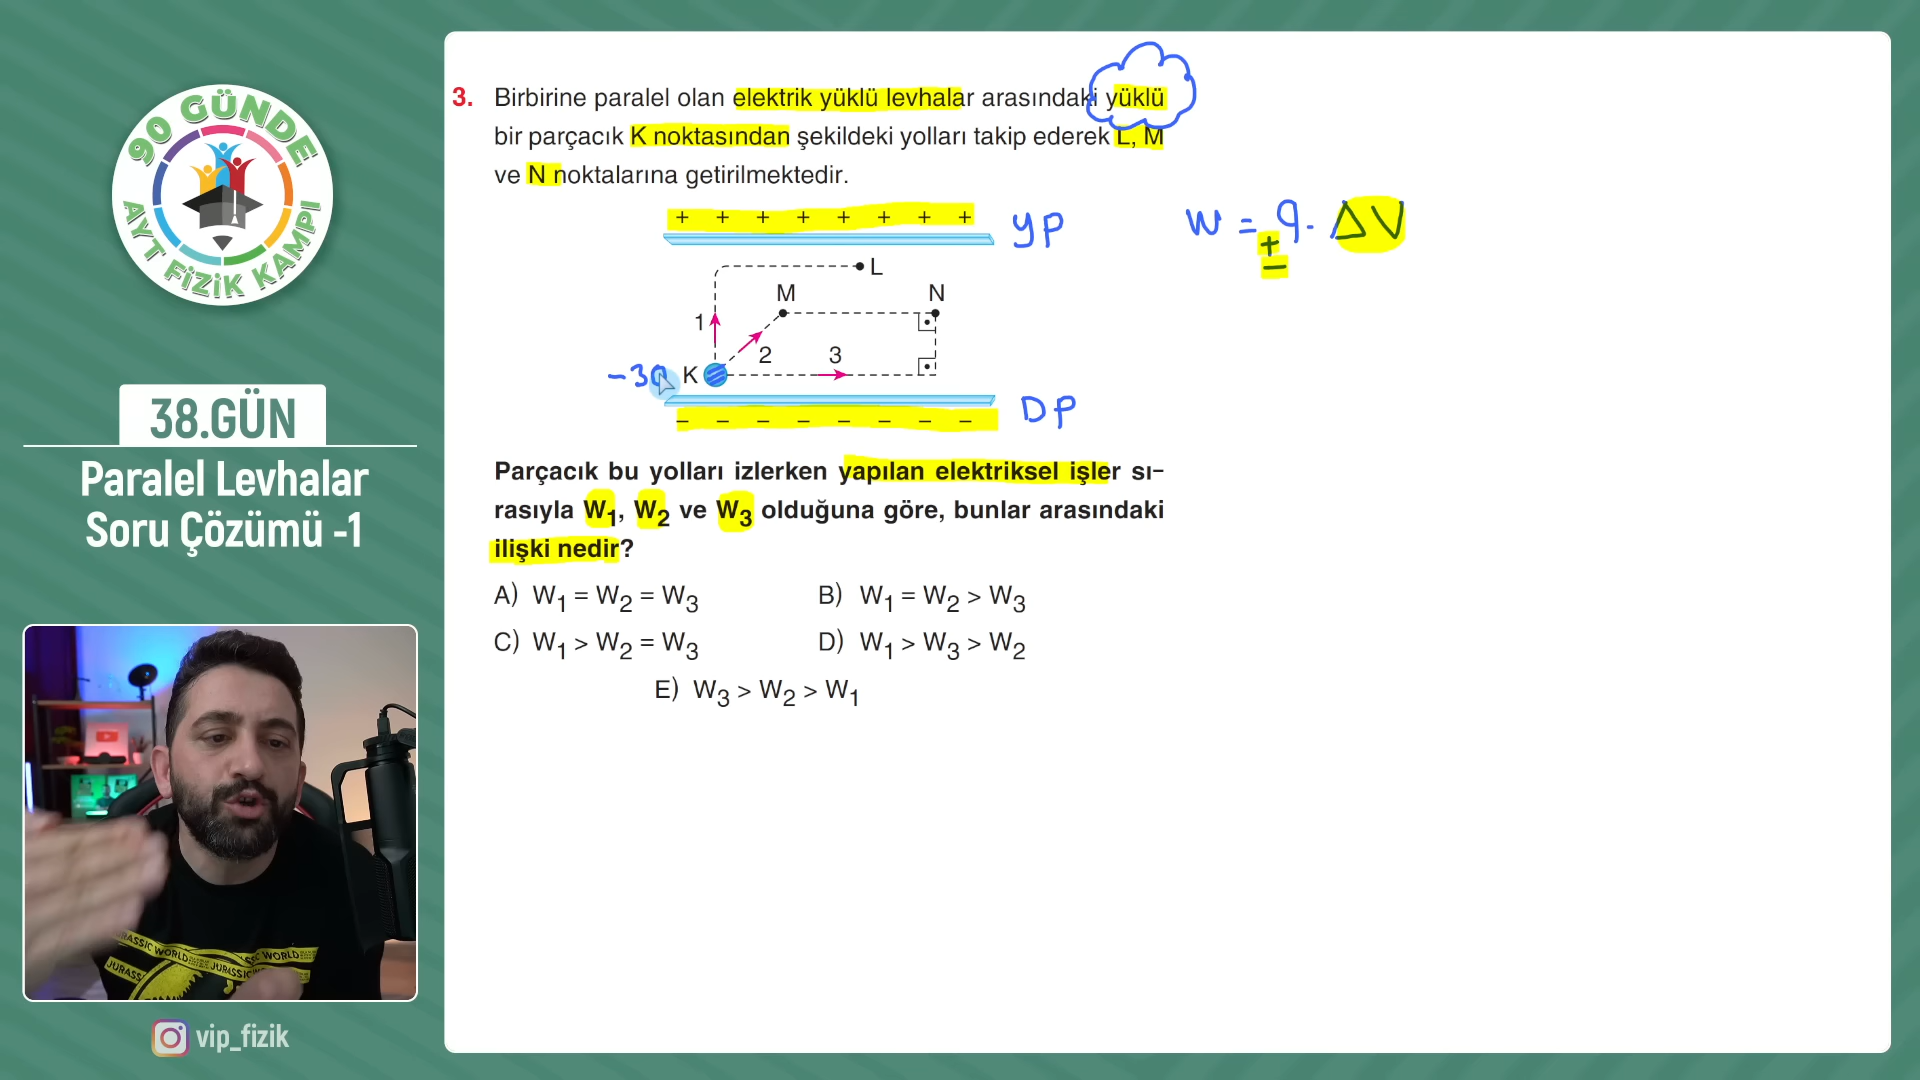 90 GÜNDE
AYT FİZİK KAMPI
38.GÜN
Paralel Levhalar
Soru Çözümü -1
vip_fizik
3. Birbirine paralel olan elektrik yüklü levhalar arasındaki yüklü
bir parçacık K noktasından şekildeki yolları takip ederek L, M
ve N noktalarına getirilmektedir.
+ + + + + + + +
YP
W = q. ΔV
+
−
L
M
N
1
2
3
K
DP
− − − − − − − −
Parçacık bu yolları izlerken yapılan elektriksel işler sı-
rasıyla W1, W2 ve W3 olduğuna göre, bunlar arasındaki
ilişki nedir?
A) W1 = W2 = W3
B) W1 = W2 > W3
C) W1 > W2 = W3
D) W1 > W3 > W2
E) W3 > W2 > W1
JURASSIC WORLD